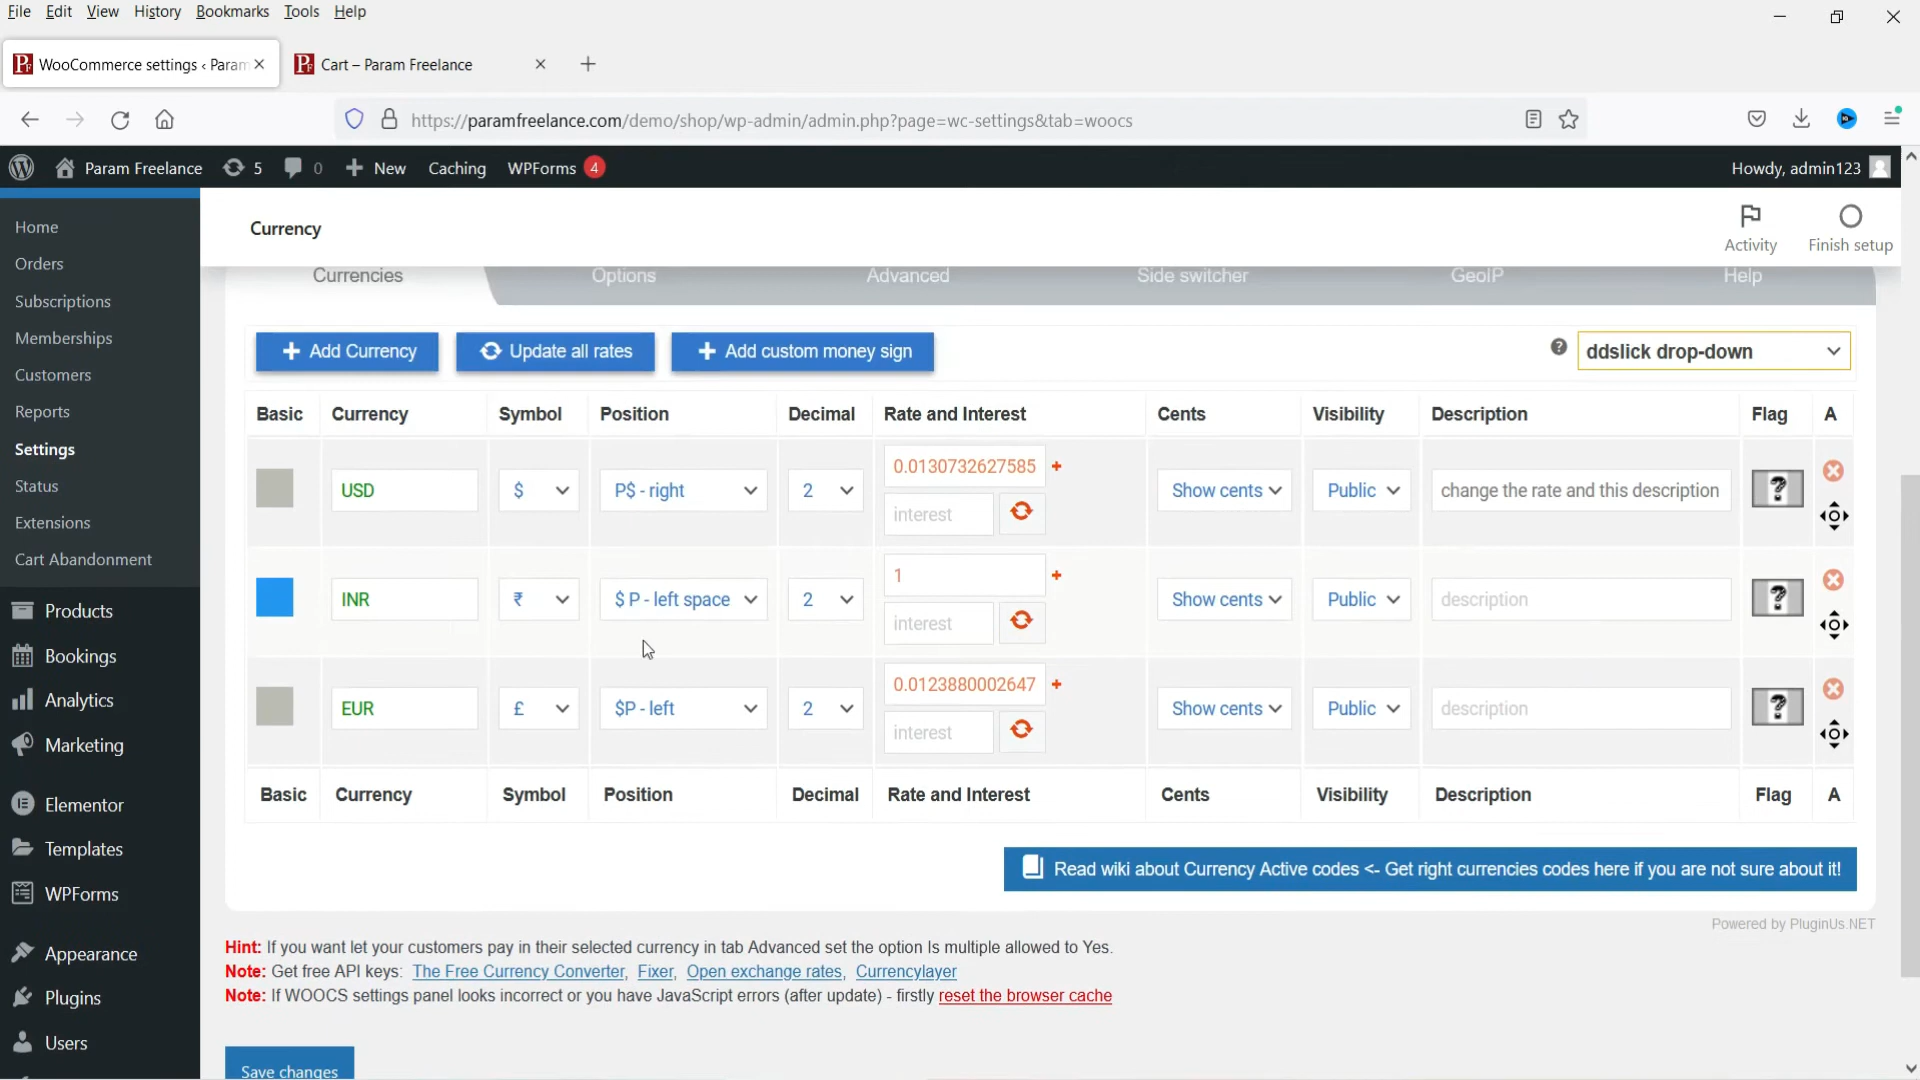 File Edit View History Bookmarks Tools Help
WooCommerce settings ‹ Param
Cart – Param Freelance
https://paramfreelance.com/demo/shop/wp-admin/admin.php?page=wc-settings&tab=woocs
Param Freelance 5 0 New Caching WPForms 4 Howdy, admin123
Home
Orders
Subscriptions
Memberships
Customers
Reports
Settings
Status
Extensions
Cart Abandonment
Products
Bookings
Analytics
Marketing
Elementor
Templates
WPForms
Appearance
Plugins
Users
Currency
Activity
Finish setup
Currencies Options Advanced Side switcher GeoIP Help
+ Add Currency Update all rates + Add custom money sign ? ddslick drop-down
Basic Currency Symbol Position Decimal Rate and Interest Cents Visibility Description Flag A
0.0130732627585 +
USD $ P$ - right 2 Show cents Public change the rate and this description ?
interest
1 +
INR ₹ $ P - left space 2 Show cents Public description ?
interest
0.0123880002647 +
EUR £ $P - left 2 Show cents Public description ?
interest
Basic Currency Symbol Position Decimal Rate and Interest Cents Visibility Description Flag A
Read wiki about Currency Active codes <- Get right currencies codes here if you are not sure about it!
Powered by PluginUs.NET
Hint: If you want let your customers pay in their selected currency in tab Advanced set the option Is multiple allowed to Yes.
Note: Get free API keys: The Free Currency Converter, Fixer, Open exchange rates, Currencylayer
Note: If WOOCS settings panel looks incorrect or you have JavaScript errors (after update) - firstly reset the browser cache
Save changes